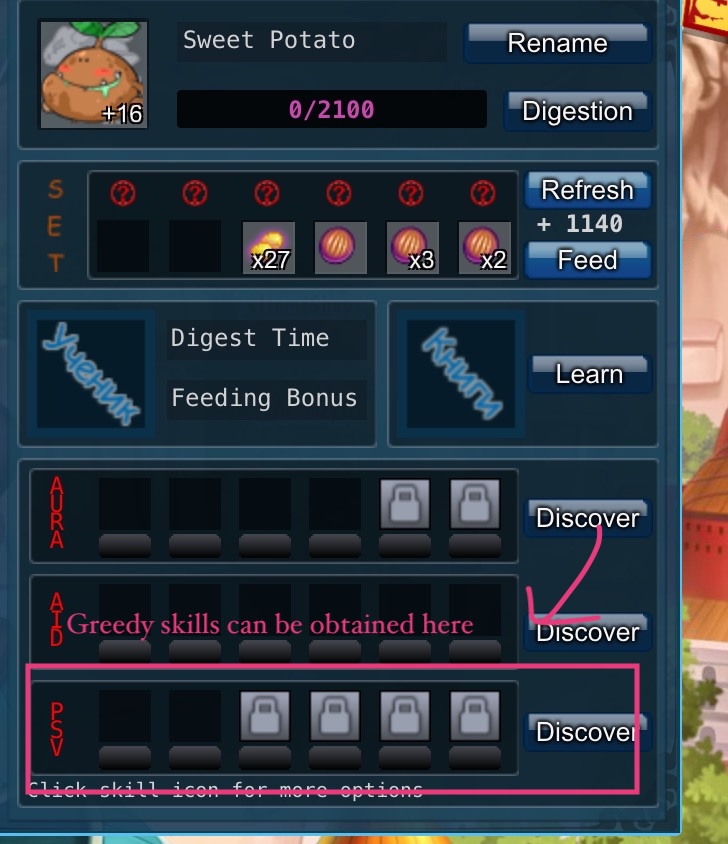 Sweet Potato
Rename
+16
0/2100
Digestion
SET
? ? ? ? ? ?
Refresh
+ 1140
x27 x3 x2
Feed
Ученик
Digest Time
Feeding Bonus
Книги
Learn
AURA
Discover
AID
Greedy skills can be obtained here
Discover
PSV
Discover
Click skill icon for more options